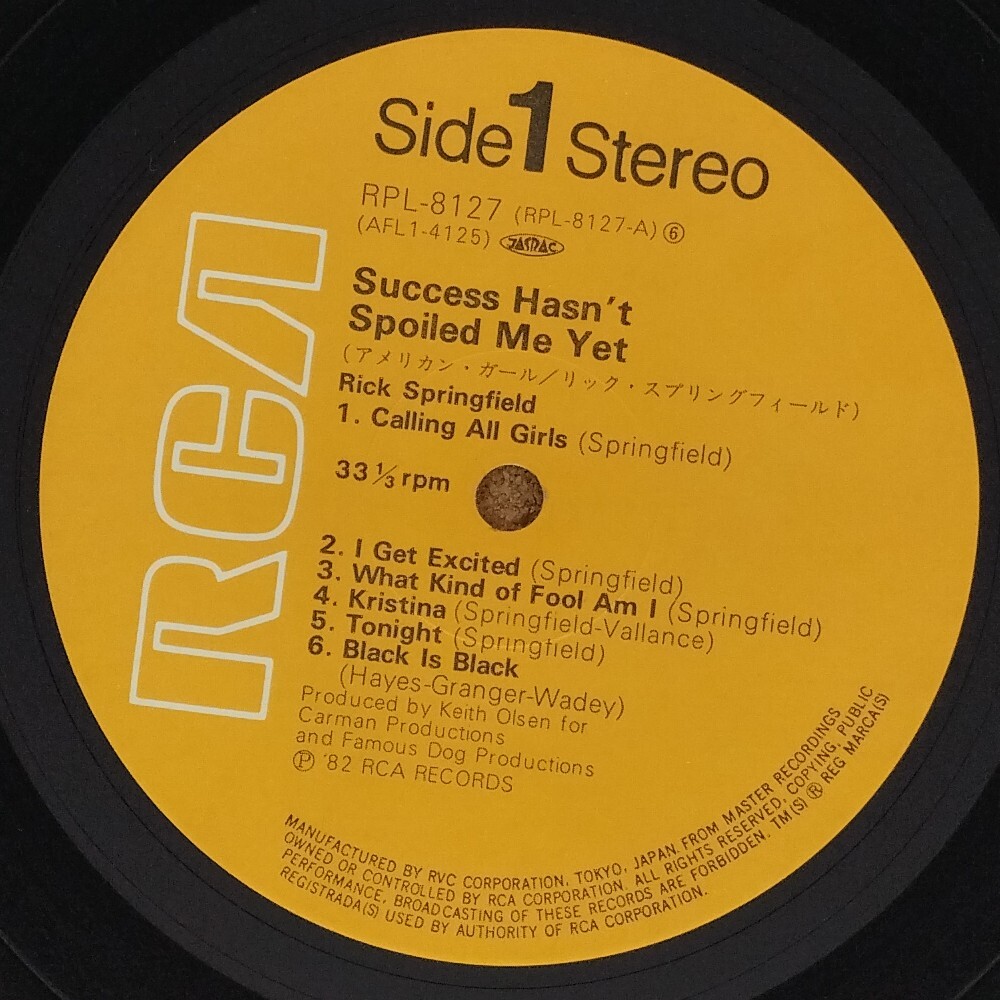 Side 1 Stereo
RPL-8127 (RPL-8127-A) ⑥
(AFL1-4125) JASRAC
RCA
Success Hasn't
Spoiled Me Yet
(アメリカン・ガール/リック・スプリングフィールド)
Rick Springfield
1. Calling All Girls (Springfield)
33 1/3 rpm
2. I Get Excited (Springfield)
3. What Kind of Fool Am I (Springfield)
4. Kristina (Springfield-Vallance)
5. Tonight (Springfield)
6. Black Is Black
(Hayes-Granger-Wadey)
Produced by Keith Olsen for
Carman Productions
and Famous Dog Productions
Ⓟ '82 RCA RECORDS
MANUFACTURED BY RVC CORPORATION, TOKYO, JAPAN. FROM MASTER RECORDINGS
OWNED OR CONTROLLED BY RCA CORPORATION. ALL RIGHTS RESERVED, COPYING, PUBLIC
PERFORMANCE, BROADCASTING OF THESE RECORDS ARE FORBIDDEN. TM(S) ® REG MARCA(S)
REGISTRADA(S) USED BY AUTHORITY OF RCA CORPORATION.